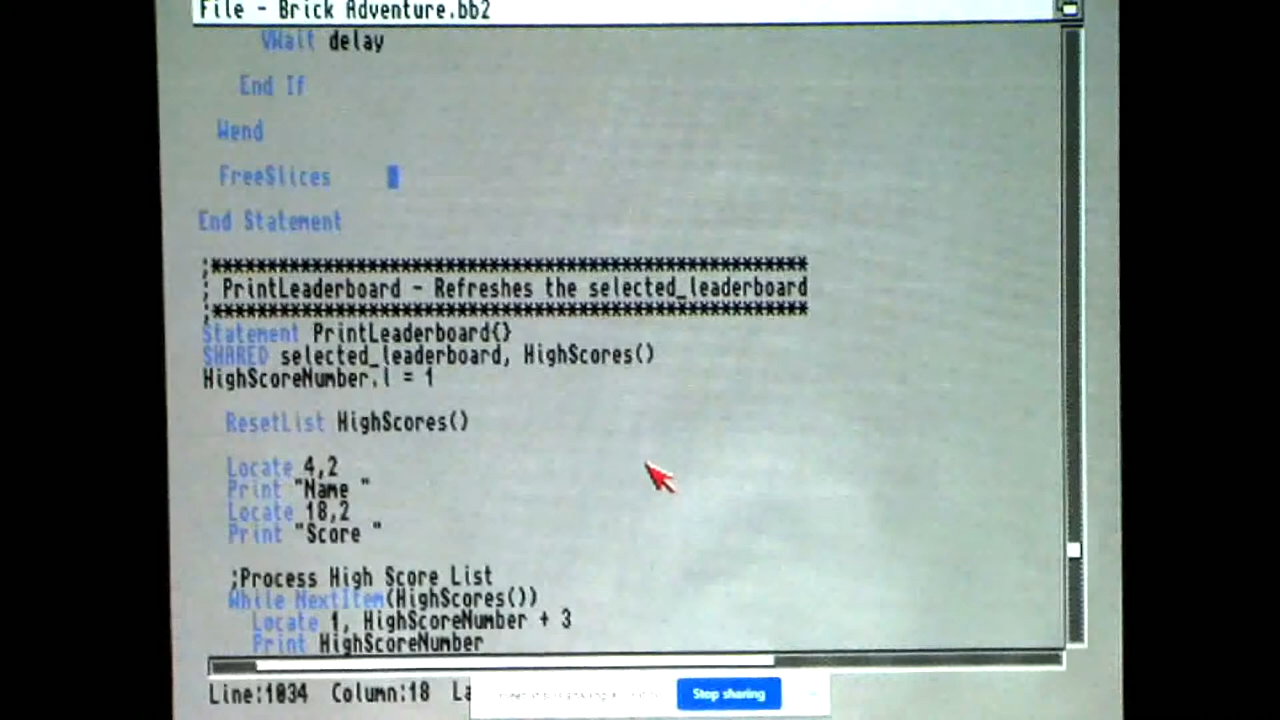 File - Brick Adventure.bb2
VWait delay
End If
Wend
FreeSlices
End Statement
;*****************************************************
; PrintLeaderboard - Refreshes the selected_leaderboard
;*****************************************************
Statement PrintLeaderboard{}
SHARED selected_leaderboard, HighScores()
HighScoreNumber.l = 1
ResetList HighScores()
Locate 4,2
Print "Name "
Locate 18,2
Print "Score "
;Process High Score List
While NextItem(HighScores())
Locate 1, HighScoreNumber + 3
Print HighScoreNumber
Line:1034 Column:18 La
Stop sharing